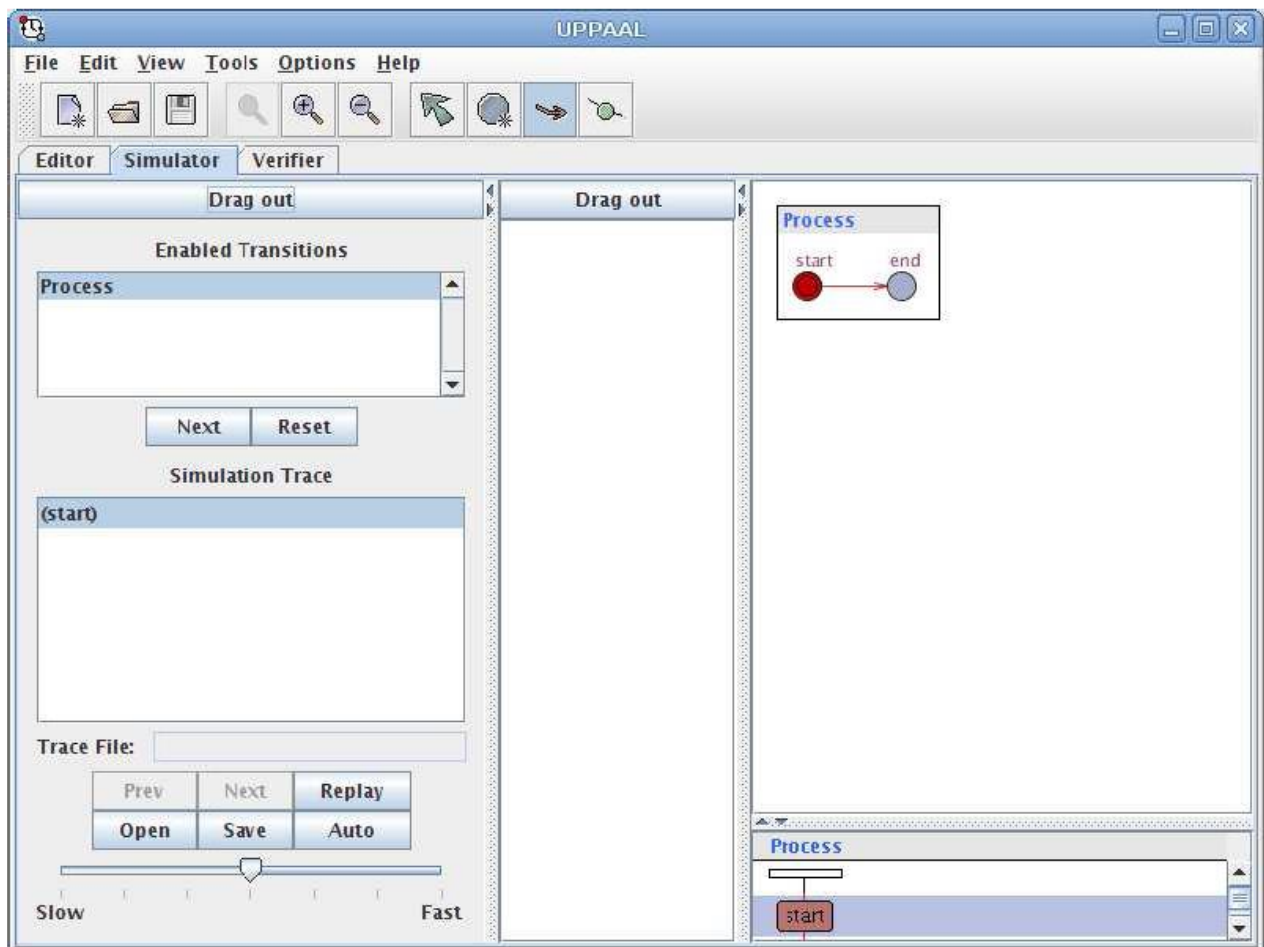 UPPAAL
File Edit View Tools Options Help
Editor Simulator Verifier
Drag out
Enabled Transitions
Process
Next Reset
Simulation Trace
(start)
Trace File:
Prev Next Replay
Open Save Auto
Slow Fast
Drag out
Process
start end
Process
start